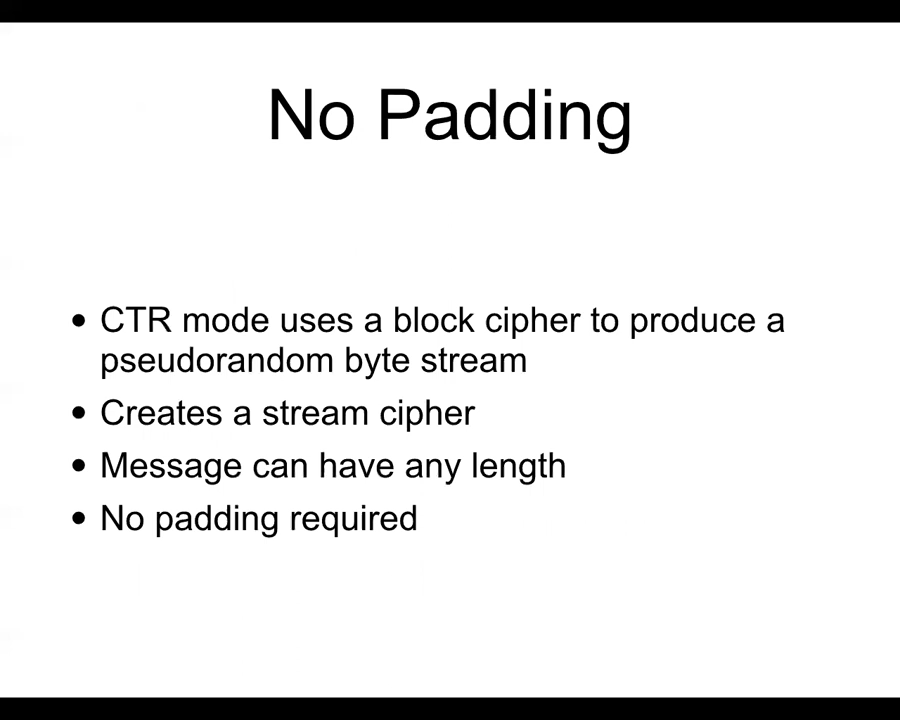 No Padding
• CTR mode uses a block cipher to produce a
pseudorandom byte stream
• Creates a stream cipher
• Message can have any length
• No padding required